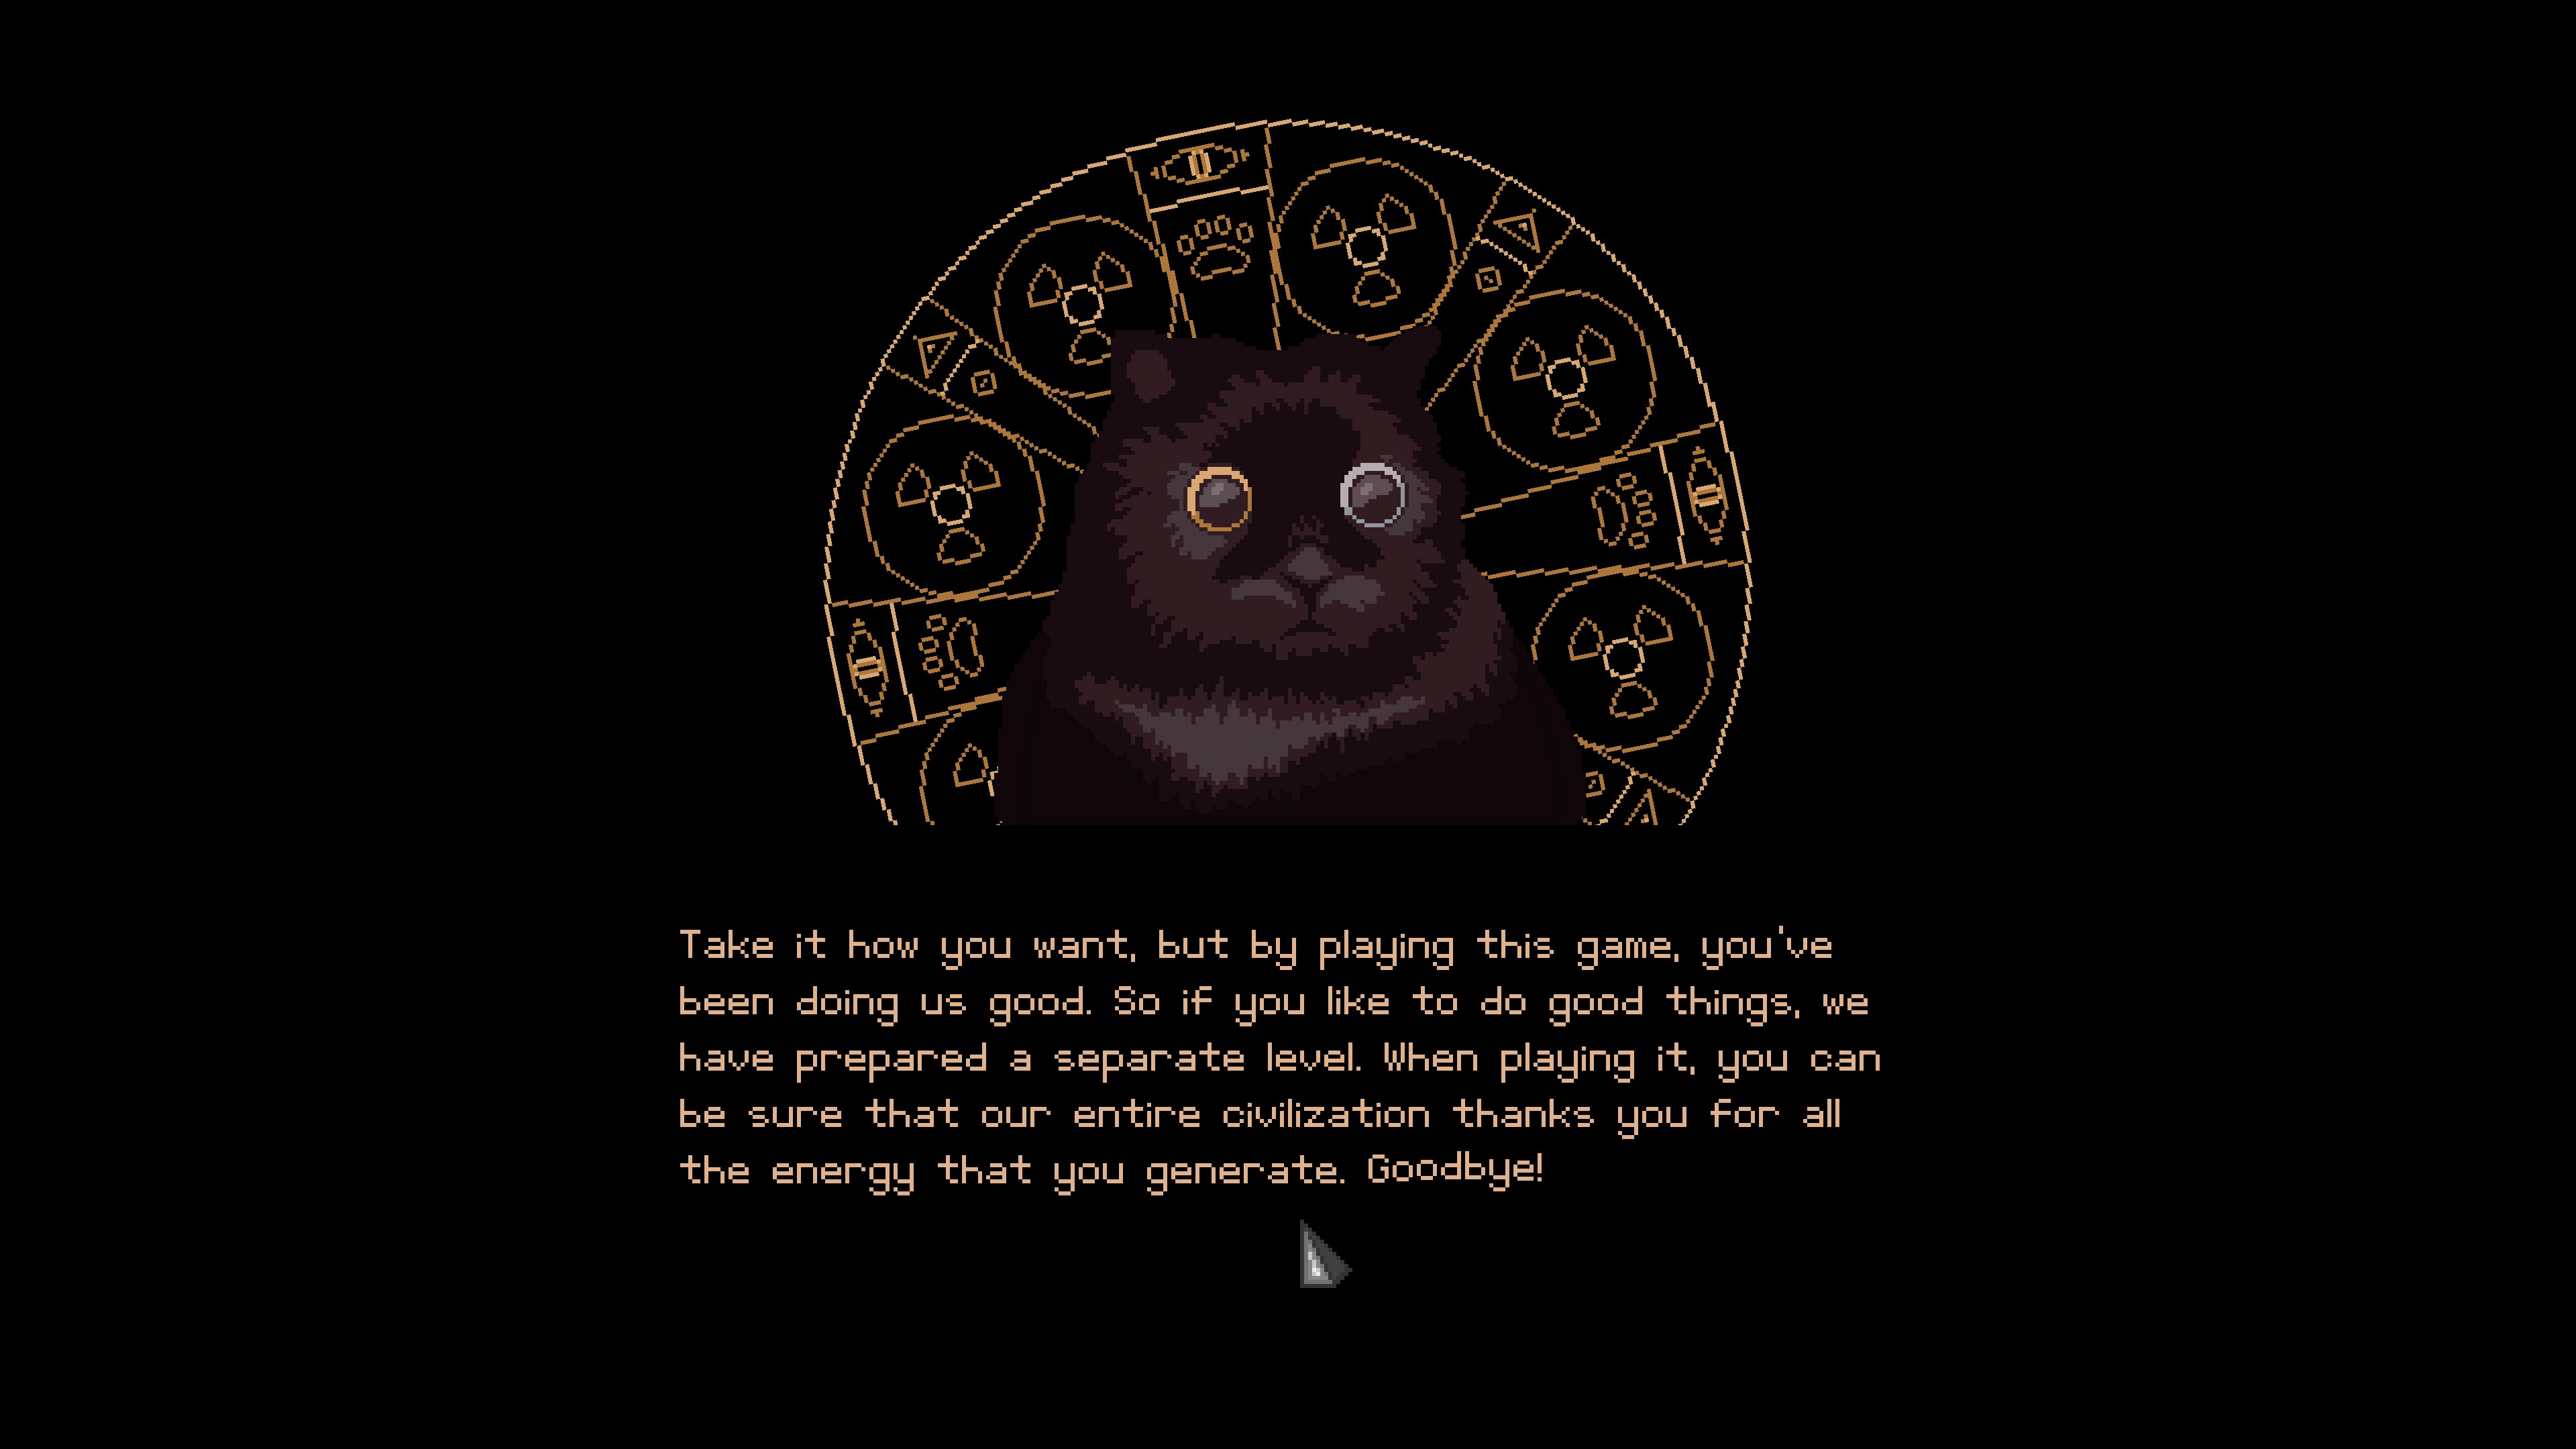 Take it how you want, but by playing this game, you've
been doing us good. So if you like to do good things, we
have prepared a separate level. When playing it, you can
be sure that our entire civilization thanks you for all
the energy that you generate. Goodbye!